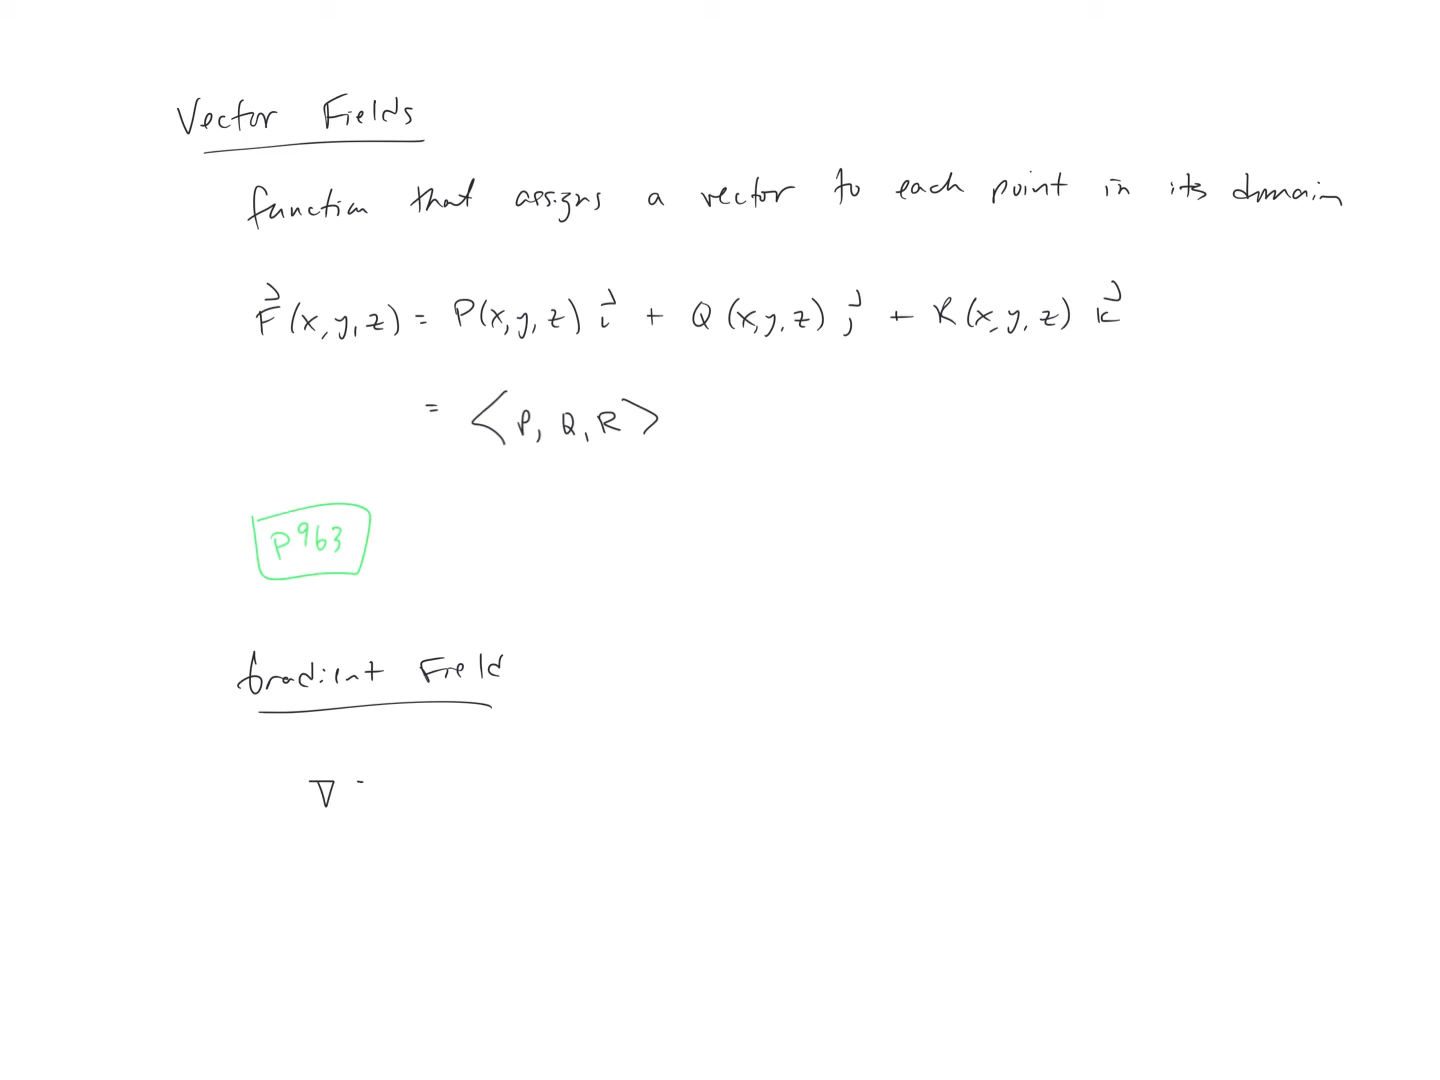 Vector Fields
function that assigns a vector to each point in its domain
F⃗(x, y, z) = P(x, y, z) i⃗ + Q(x, y, z) j⃗ + R(x, y, z) k⃗
= <P, Q, R>
P963
Gradient Field
∇ -